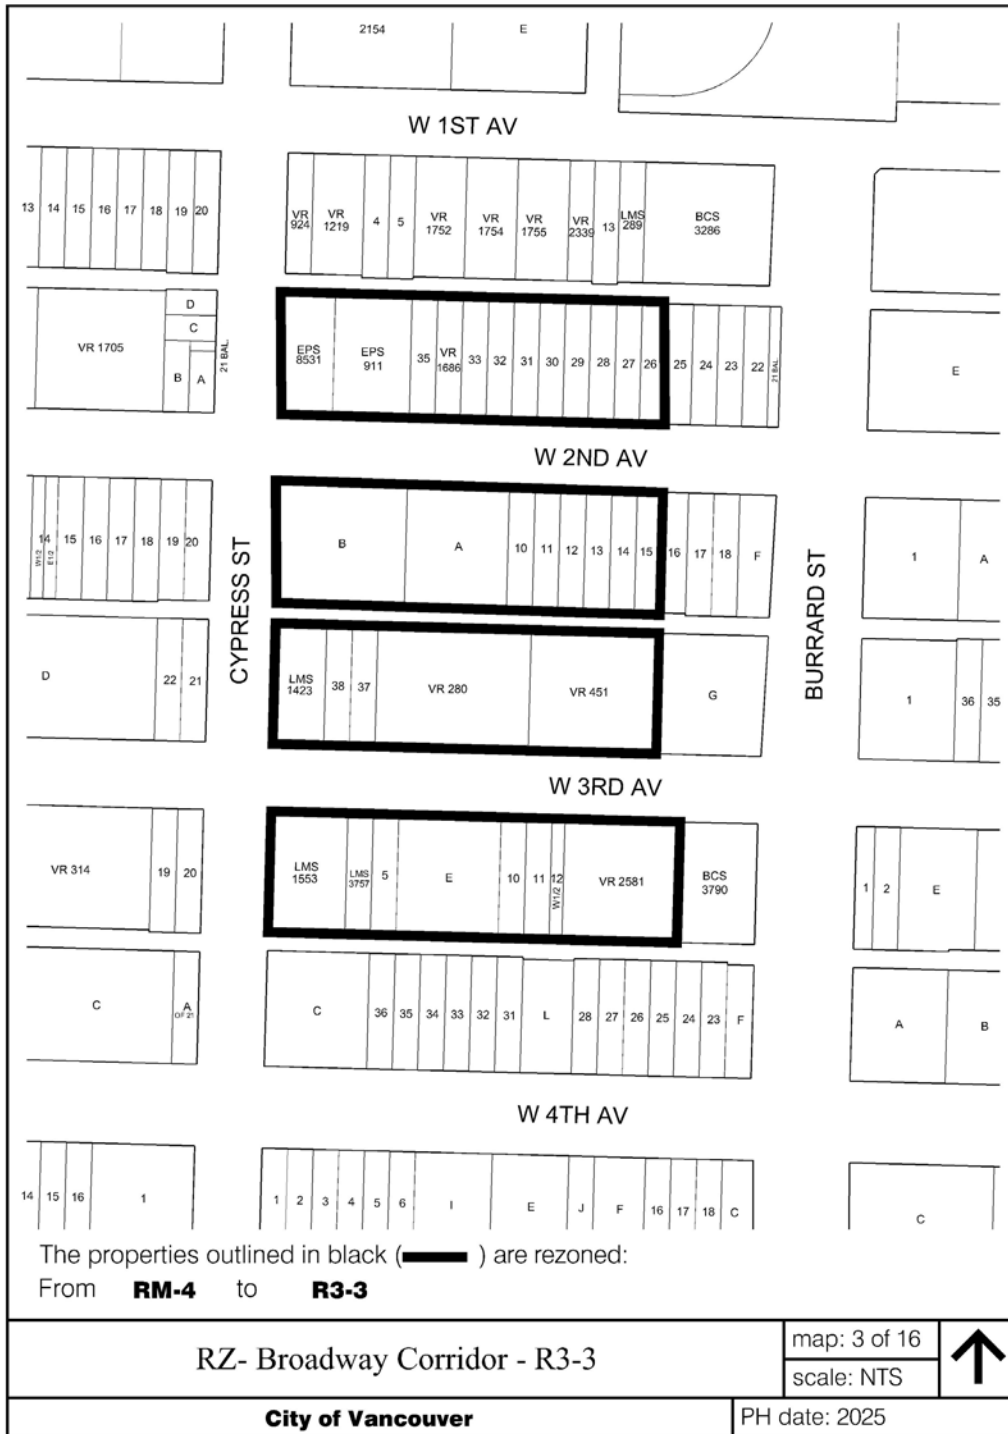 2154 E
W 1ST AV
13 14 15 16 17 18 19 20
VR 924 VR 1219 4 5 VR 1752 VR 1754 VR 1755 VR 2339 13 LMS 289 BCS 3286
VR 1705 D C B A 21 BAL.
EPS 8531 EPS 911 35 VR 1686 33 32 31 30 29 28 27 26 25 24 23 22 21 BAL
E
W 2ND AV
W1/2 14 E1/2 15 16 17 18 19 20
B A 10 11 12 13 14 15 16 17 18 F
1 A
CYPRESS ST
BURRARD ST
D 22 21
LMS 1423 38 37 VR 280 VR 451 G
1 36 35
W 3RD AV
VR 314 19 20
LMS 1553 LMS 3757 5 E 10 11 12 W1/2 VR 2581 BCS 3790
1 2 E
C A OF 21
C 36 35 34 33 32 31 L 28 27 26 25 24 23 F
A B
W 4TH AV
14 15 16 1
1 2 3 4 5 6 I E J F 16 17 18 C
C
The properties outlined in black ( ) are rezoned:
From RM-4 to R3-3
RZ- Broadway Corridor - R3-3
map: 3 of 16
scale: NTS
City of Vancouver
PH date: 2025